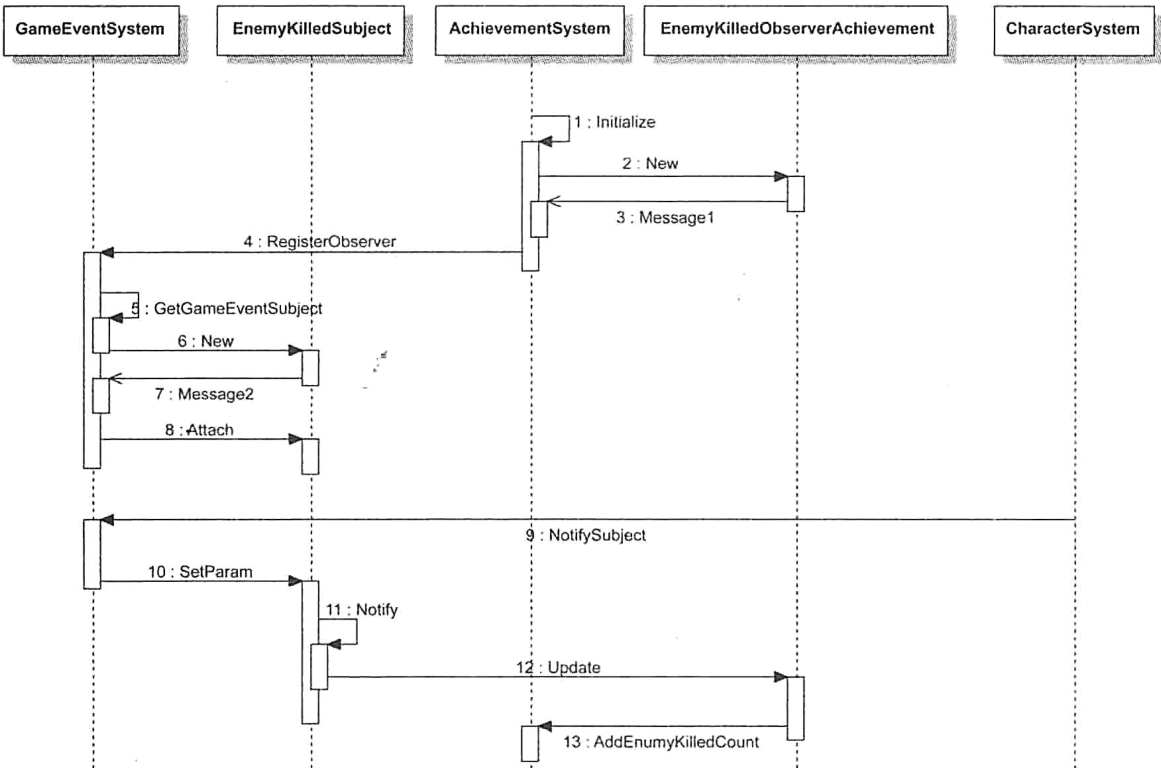 GameEventSystem
EnemyKilledSubject
AchievementSystem
EnemyKilledObserverAchievement
CharacterSystem
1 : Initialize
2 : New
3 : Message1
4 : RegisterObserver
5 : GetGameEventSubject
6 : New
7 : Message2
8 : Attach
9 : NotifySubject
10 : SetParam
11 : Notify
12 : Update
13 : AddEnumyKilledCount